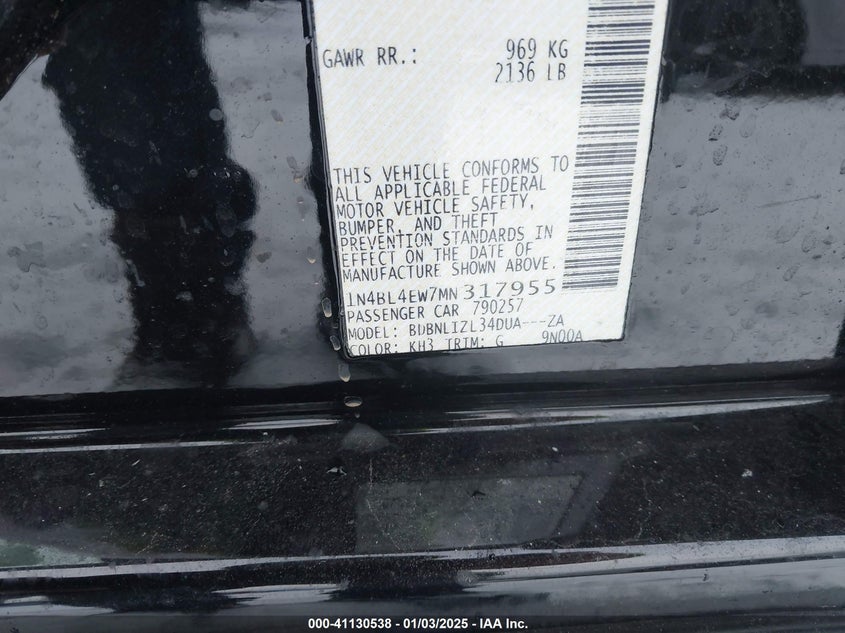 GAWR RR.: 969 KG
2136 LB
THIS VEHICLE CONFORMS TO
ALL APPLICABLE FEDERAL
MOTOR VEHICLE SAFETY,
BUMPER, AND THEFT
PREVENTION STANDARDS IN
EFFECT ON THE DATE OF
MANUFACTURE SHOWN ABOVE.
1N4BL4EW7MN317955
PASSENGER CAR 790257
MODEL: BDBNLIZL34DUA---ZA
COLOR: KH3 TRIM: G 9N00A
000-41130538 - 01/03/2025 - IAA Inc.